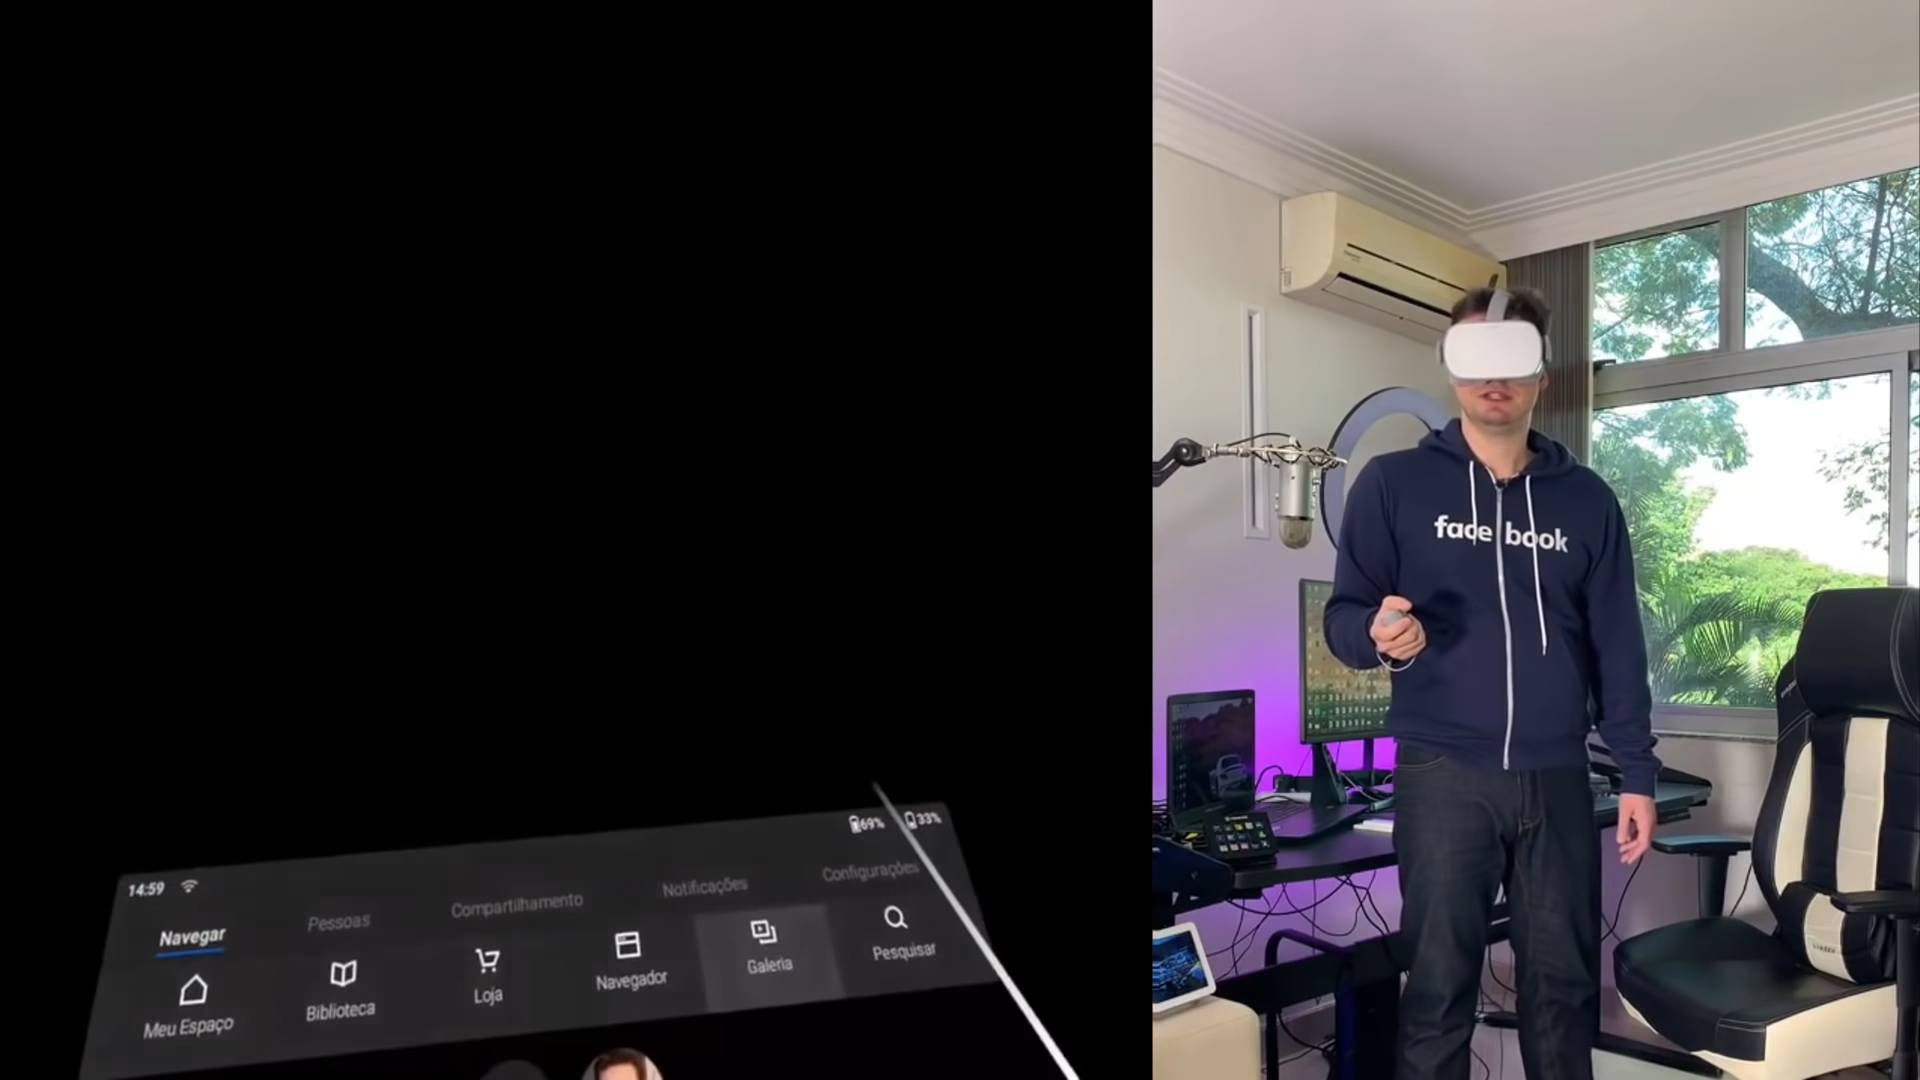 14:59
69%
33%
Navegar
Pessoas
Compartilhamento
Notificações
Configurações
Meu Espaço
Biblioteca
Loja
Navegador
Galeria
Pesquisar
facebook